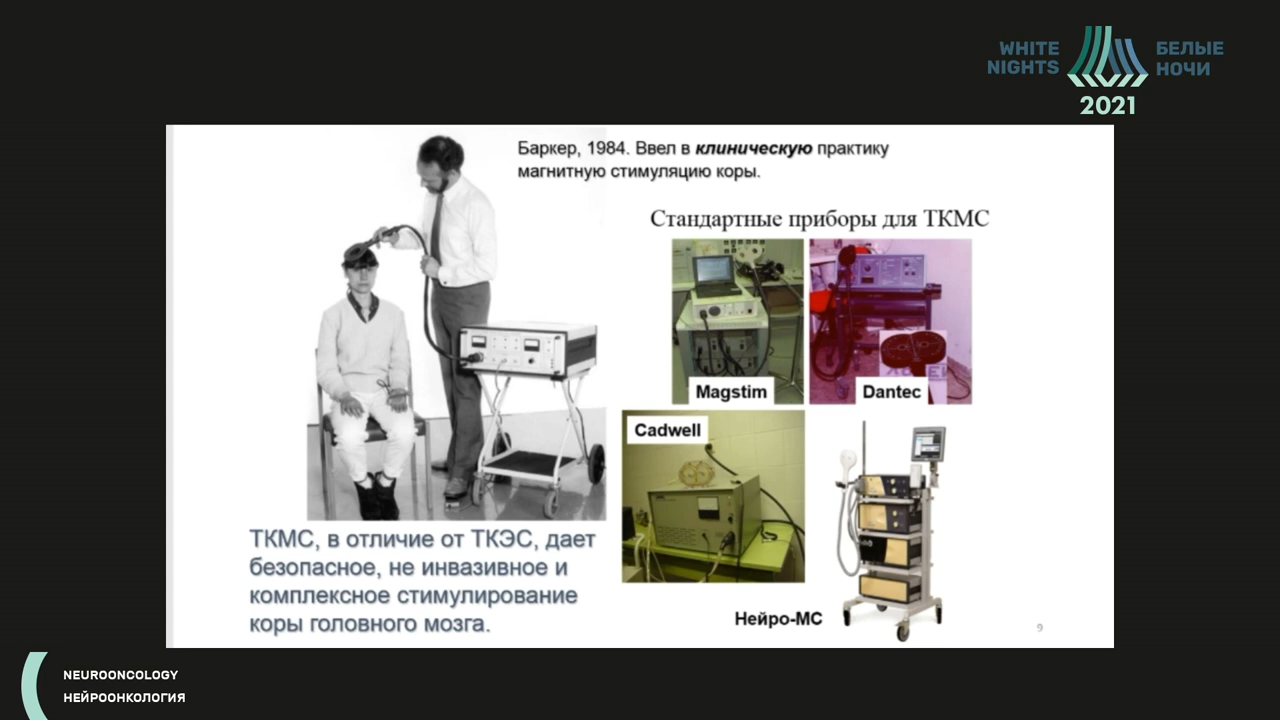 WHITE
NIGHTS
БЕЛЫЕ
НОЧИ
2021
Баркер, 1984. Ввел в клиническую практику
магнитную стимуляцию коры.
Стандартные приборы для ТКМС
Magstim
Dantec
Cadwell
Нейро-МС
ТКМС, в отличие от ТКЭС, дает
безопасное, не инвазивное и
комплексное стимулирование
коры головного мозга.
9
NEUROONCOLOGY
НЕЙРООНКОЛОГИЯ